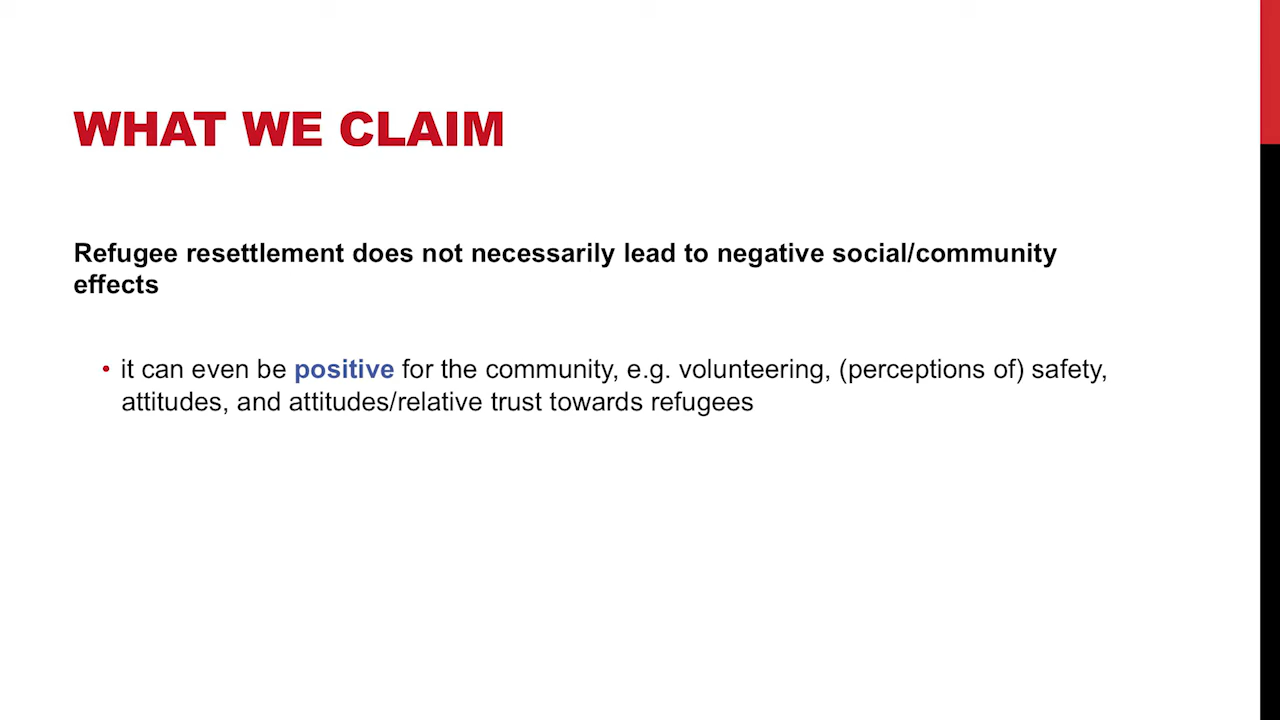 WHAT WE CLAIM
Refugee resettlement does not necessarily lead to negative social/community
effects
• it can even be positive for the community, e.g. volunteering, (perceptions of) safety,
attitudes, and attitudes/relative trust towards refugees